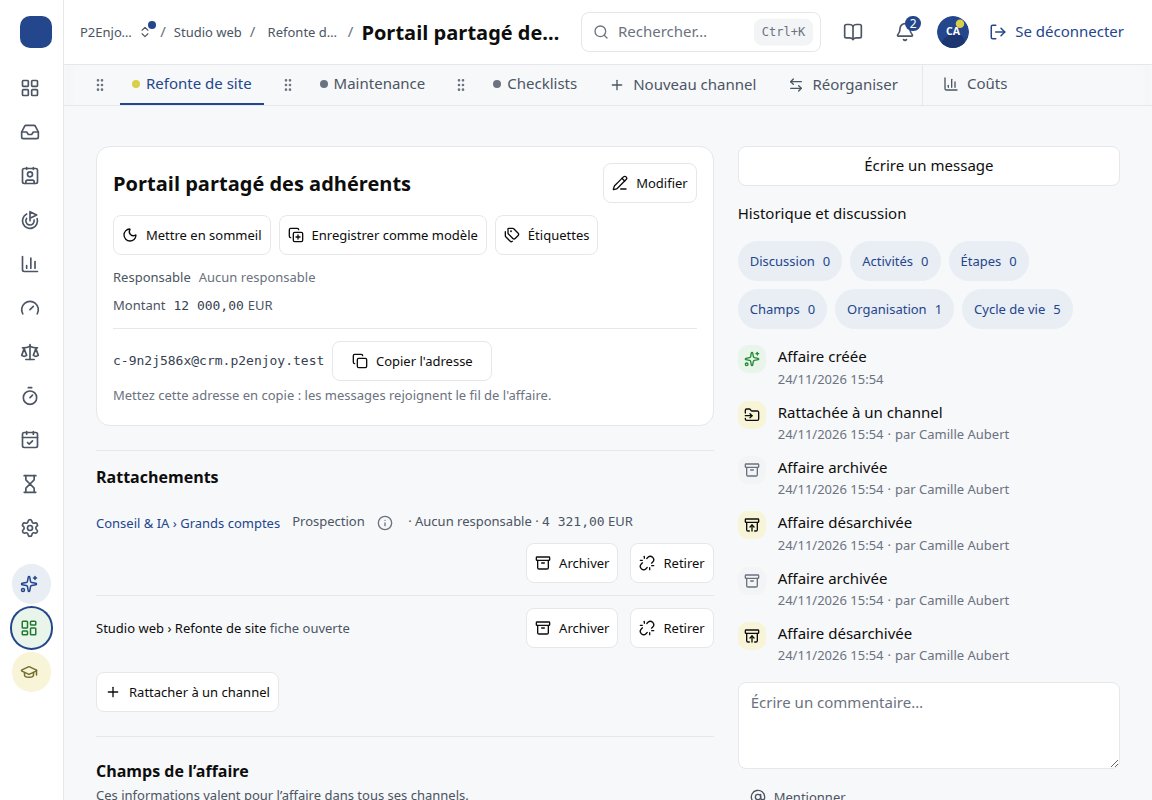 P2Enjo... / Studio web / Refonte d... / Portail partagé de...
Rechercher... Ctrl+K
2
CA
Se déconnecter
Refonte de site
Maintenance
Checklists
Nouveau channel
Réorganiser
Coûts
Portail partagé des adhérents
Modifier
Mettre en sommeil
Enregistrer comme modèle
Étiquettes
Responsable Aucun responsable
Montant 12 000,00 EUR
c-9n2j586x@crm.p2enjoy.test
Copier l'adresse
Mettez cette adresse en copie : les messages rejoignent le fil de l'affaire.
Rattachements
Conseil & IA › Grands comptes Prospection · Aucun responsable · 4 321,00 EUR
Archiver
Retirer
Studio web › Refonte de site fiche ouverte
Archiver
Retirer
Rattacher à un channel
Champs de l’affaire
Ces informations valent pour l’affaire dans tous ses channels.
Écrire un message
Historique et discussion
Discussion 0
Activités 0
Étapes 0
Champs 0
Organisation 1
Cycle de vie 5
Affaire créée
24/11/2026 15:54
Rattachée à un channel
24/11/2026 15:54 · par Camille Aubert
Affaire archivée
24/11/2026 15:54 · par Camille Aubert
Affaire désarchivée
24/11/2026 15:54 · par Camille Aubert
Affaire archivée
24/11/2026 15:54 · par Camille Aubert
Affaire désarchivée
24/11/2026 15:54 · par Camille Aubert
Écrire un commentaire...
Mentionner